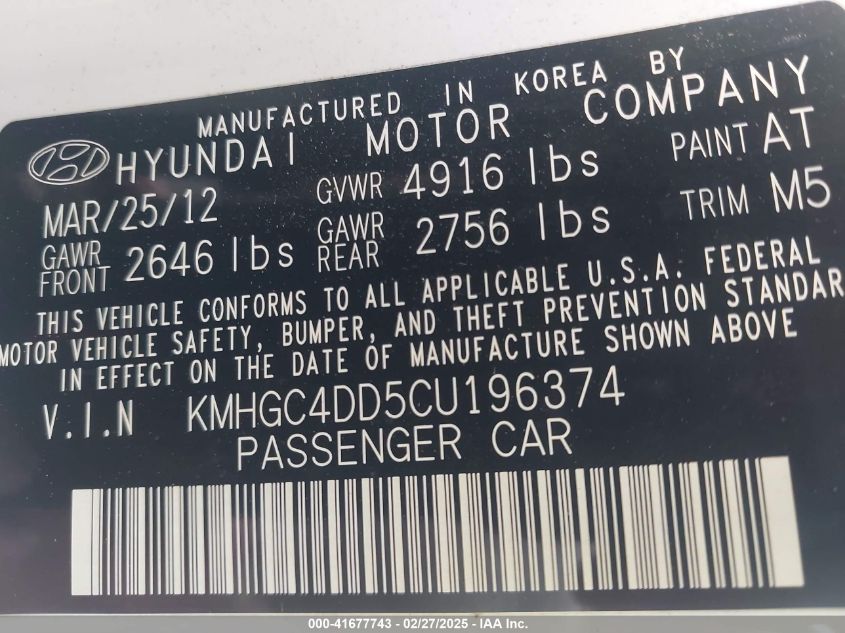 MANUFACTURED IN KOREA BY
HYUNDAI MOTOR COMPANY
MAR/25/12 GVWR 4916 lbs PAINT AT
GAWR FRONT 2646 lbs GAWR REAR 2756 lbs TRIM M5
THIS VEHICLE CONFORMS TO ALL APPLICABLE U.S.A. FEDERAL
MOTOR VEHICLE SAFETY, BUMPER, AND THEFT PREVENTION STANDAR
IN EFFECT ON THE DATE OF MANUFACTURE SHOWN ABOVE
V.I.N KMHGC4DD5CU196374
PASSENGER CAR
000-41677743 - 02/27/2025 - IAA Inc.